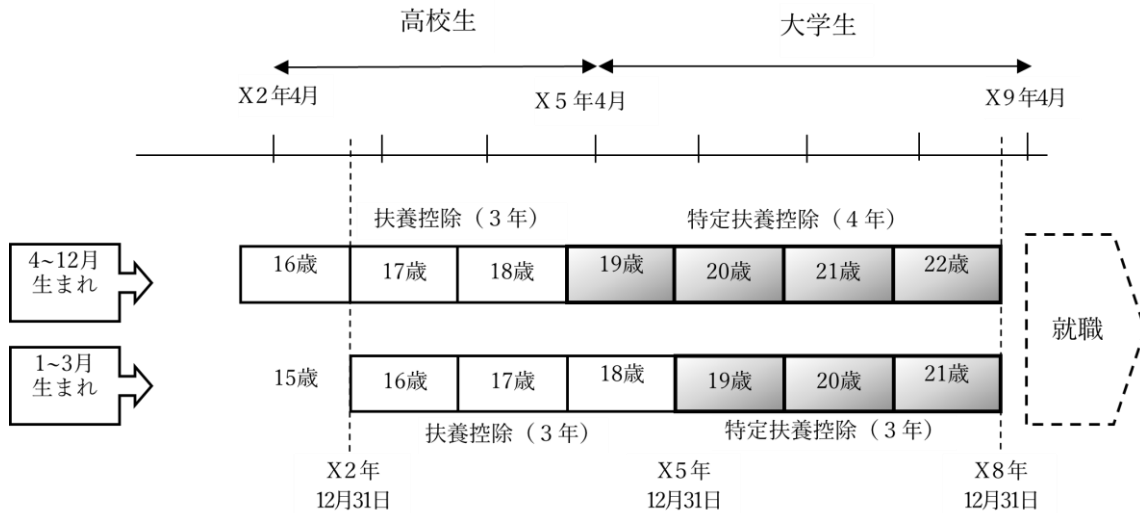 高校生
大学生
X2年4月
X5年4月
X9年4月
扶養控除（3年）
特定扶養控除（4年）
4~12月
生まれ
16歳
17歳
18歳
19歳
20歳
21歳
22歳
就職
1~3月
生まれ
15歳
16歳
17歳
18歳
19歳
20歳
21歳
扶養控除（3年）
特定扶養控除（3年）
X2年
12月31日
X5年
12月31日
X8年
12月31日